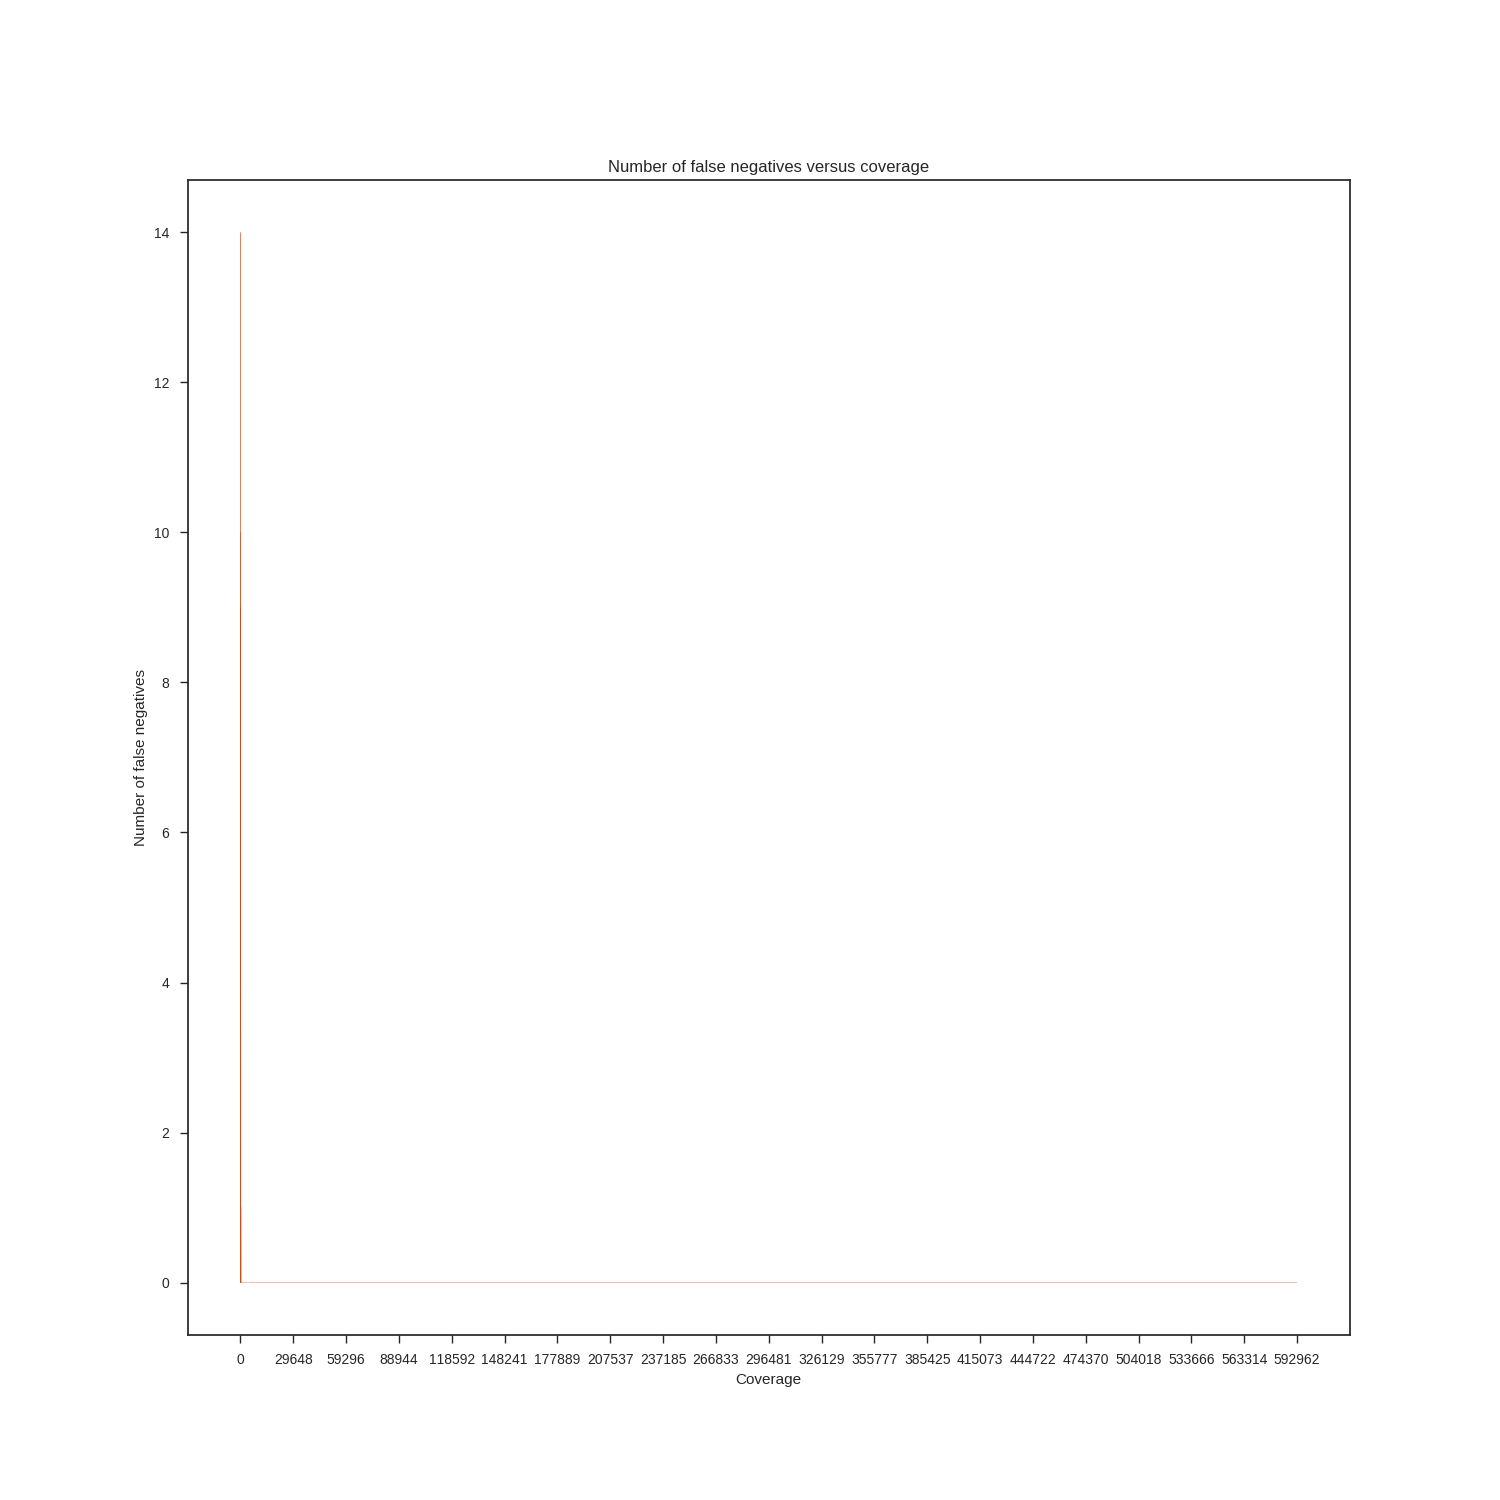 Number of false negatives versus coverage
14
12
10
8
6
4
2
0
Number of false negatives
0 29648 59296 88944 118592 148241 177889 207537 237185 266833 296481 326129 355777 385425 415073 444722 474370 504018 533666 563314 592962
Coverage